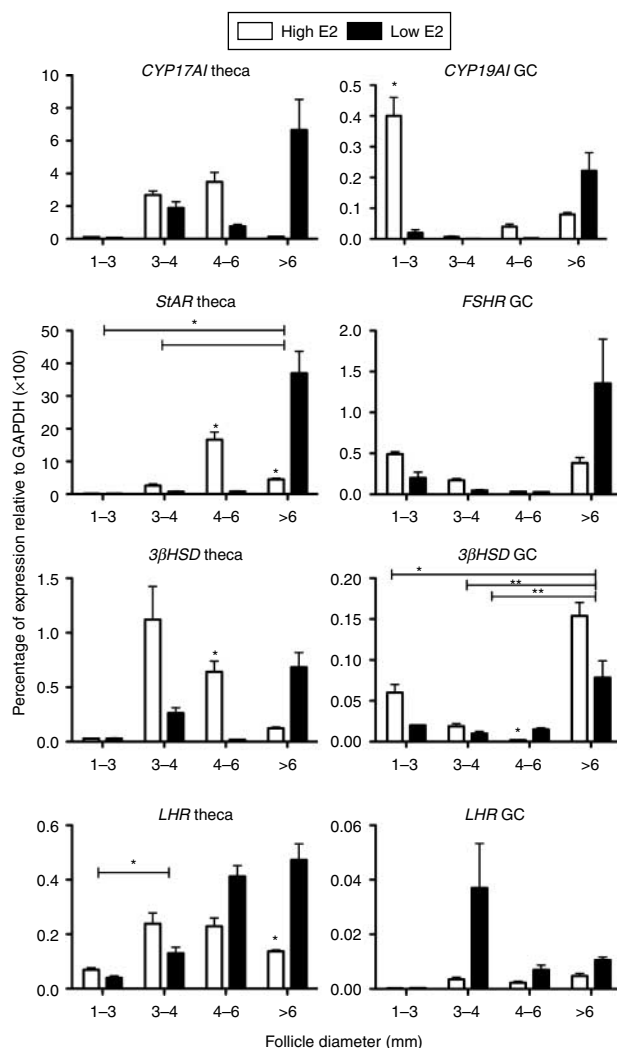 High E2 Low E2
CYP17AI theca
10
8
6
4
2
0
1–3 3–4 4–6 >6
CYP19AI GC
*
0.5
0.4
0.3
0.2
0.1
0.0
1–3 3–4 4–6 >6
StAR theca
*
50
40
30
20
10
0
*
*
1–3 3–4 4–6 >6
FSHR GC
2.0
1.5
1.0
0.5
0.0
1–3 3–4 4–6 >6
Percentage of expression relative to GAPDH (×100)
3βHSD theca
1.5
1.0
0.5
0.0
*
1–3 3–4 4–6 >6
3βHSD GC
*
**
**
0.20
0.15
0.10
0.05
0.00
*
1–3 3–4 4–6 >6
LHR theca
0.6
0.4
0.2
0.0
*
*
1–3 3–4 4–6 >6
LHR GC
0.06
0.04
0.02
0.00
1–3 3–4 4–6 >6
Follicle diameter (mm)